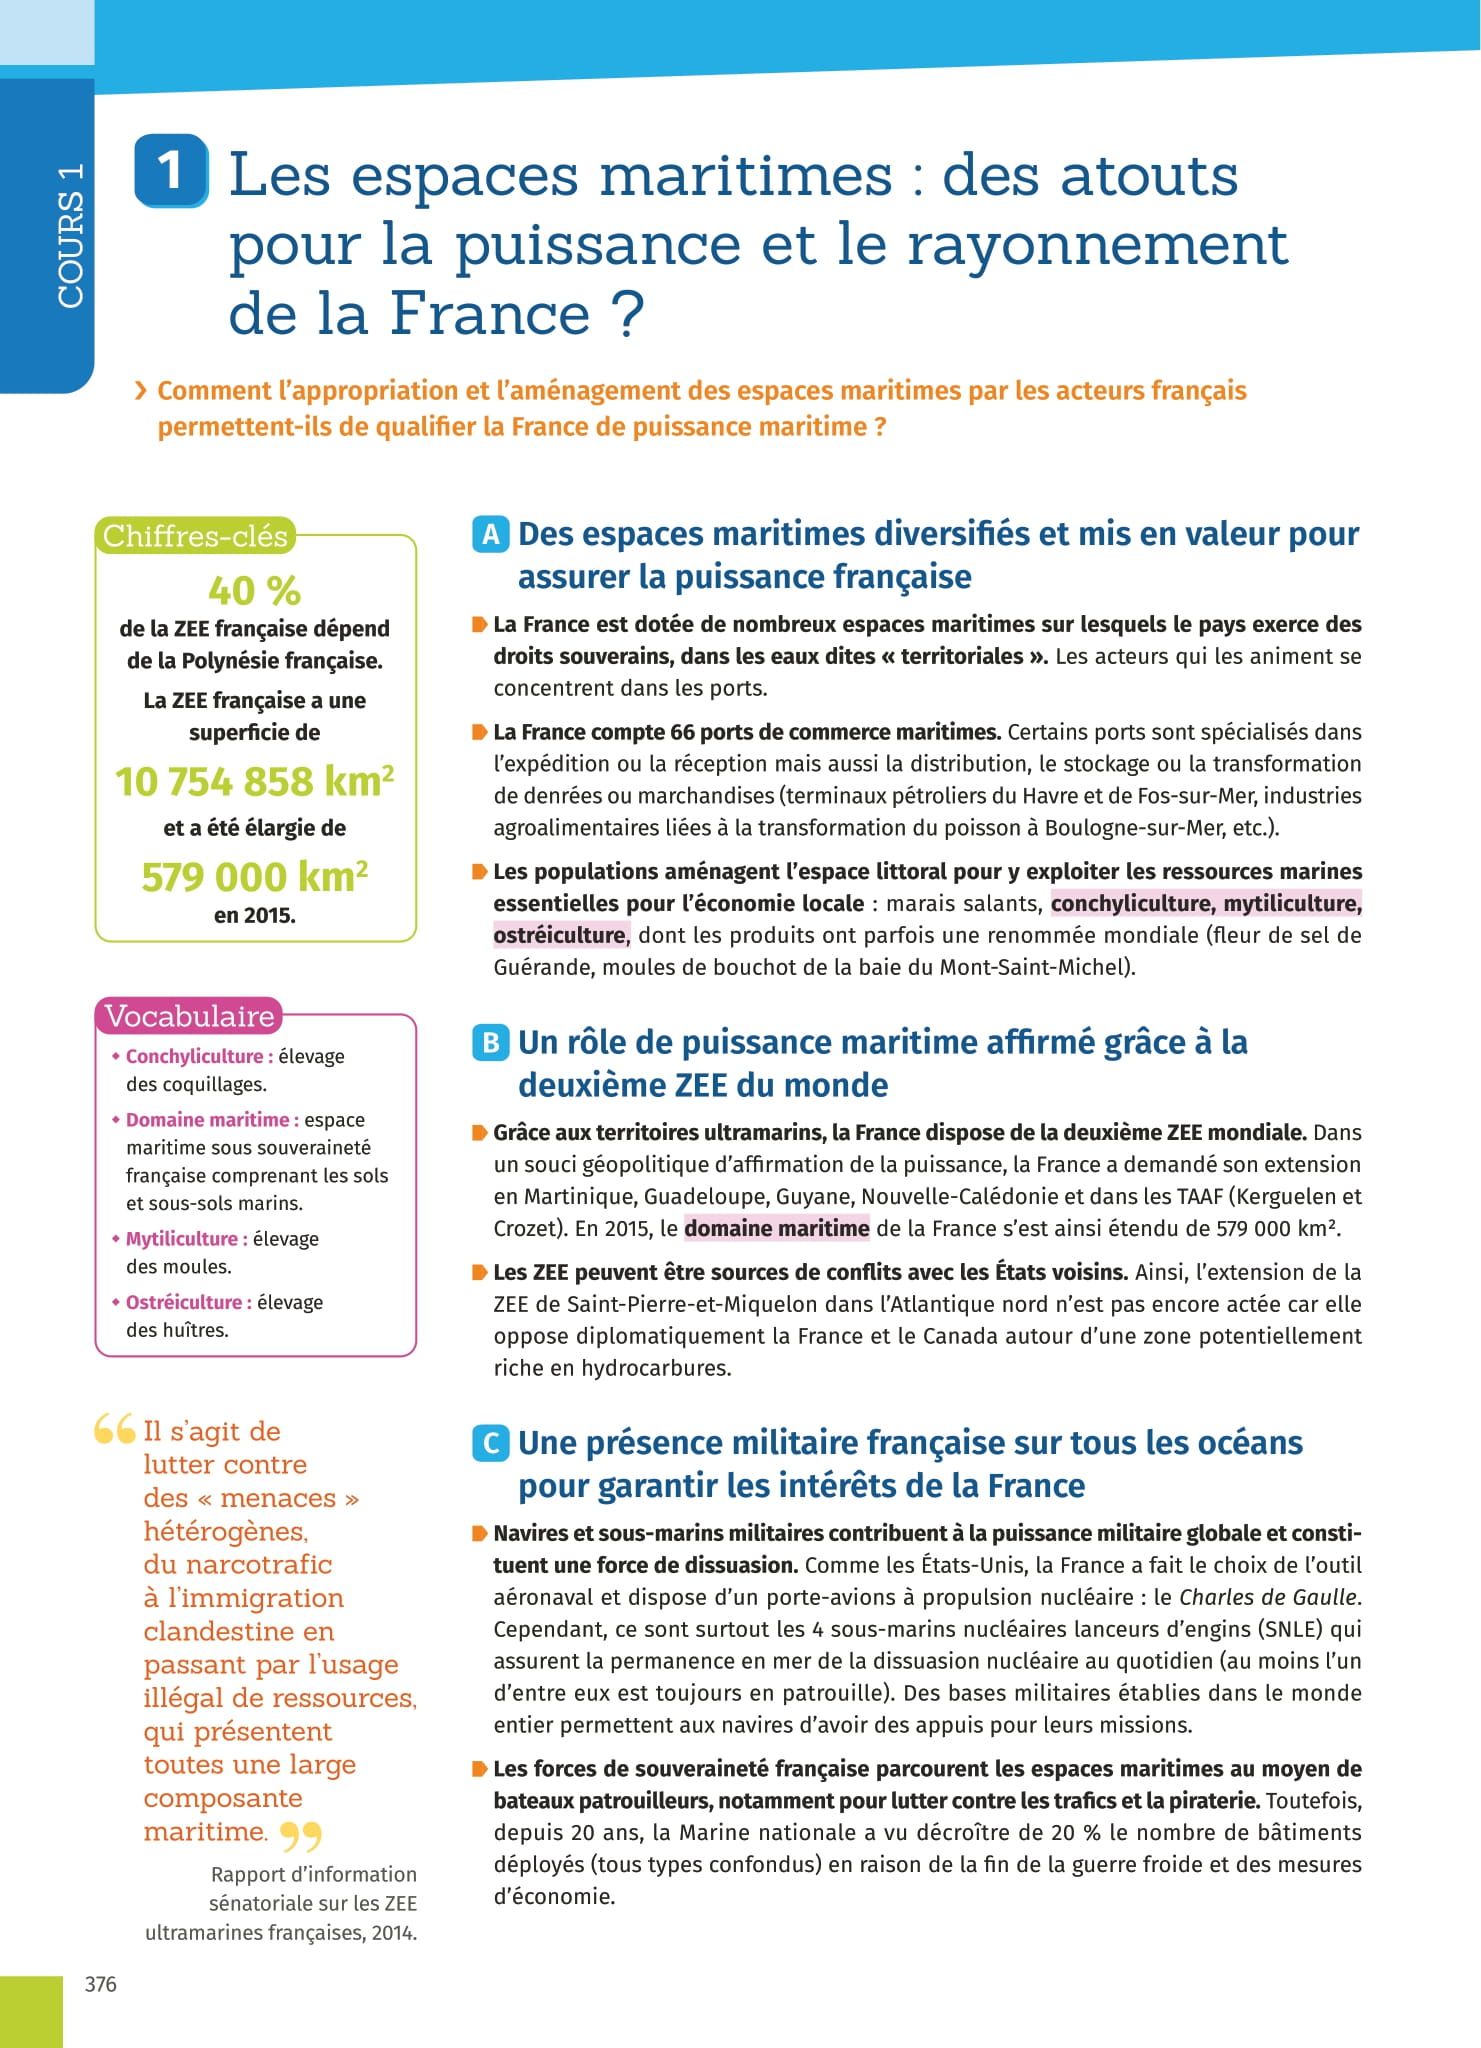 COURS 1
1 Les espaces maritimes : des atouts
pour la puissance et le rayonnement
de la France ?
› Comment l’appropriation et l’aménagement des espaces maritimes par les acteurs français
permettent-ils de qualifier la France de puissance maritime ?
Chiffres-clés
40 %
de la ZEE française dépend
de la Polynésie française.
La ZEE française a une
superficie de
10 754 858 km²
et a été élargie de
579 000 km²
en 2015.
Vocabulaire
• Conchyliculture : élevage
des coquillages.
• Domaine maritime : espace
maritime sous souveraineté
française comprenant les sols
et sous-sols marins.
• Mytiliculture : élevage
des moules.
• Ostréiculture : élevage
des huîtres.
“ Il s’agit de
lutter contre
des « menaces »
hétérogènes,
du narcotrafic
à l’immigration
clandestine en
passant par l’usage
illégal de ressources,
qui présentent
toutes une large
composante
maritime. ”
Rapport d’information
sénatoriale sur les ZEE
ultramarines françaises, 2014.
A Des espaces maritimes diversifiés et mis en valeur pour
assurer la puissance française
La France est dotée de nombreux espaces maritimes sur lesquels le pays exerce des
droits souverains, dans les eaux dites « territoriales ». Les acteurs qui les animent se
concentrent dans les ports.
La France compte 66 ports de commerce maritimes. Certains ports sont spécialisés dans
l’expédition ou la réception mais aussi la distribution, le stockage ou la transformation
de denrées ou marchandises (terminaux pétroliers du Havre et de Fos-sur-Mer, industries
agroalimentaires liées à la transformation du poisson à Boulogne-sur-Mer, etc.).
Les populations aménagent l’espace littoral pour y exploiter les ressources marines
essentielles pour l’économie locale : marais salants, conchyliculture, mytiliculture,
ostréiculture, dont les produits ont parfois une renommée mondiale (fleur de sel de
Guérande, moules de bouchot de la baie du Mont-Saint-Michel).
B Un rôle de puissance maritime affirmé grâce à la
deuxième ZEE du monde
Grâce aux territoires ultramarins, la France dispose de la deuxième ZEE mondiale. Dans
un souci géopolitique d’affirmation de la puissance, la France a demandé son extension
en Martinique, Guadeloupe, Guyane, Nouvelle-Calédonie et dans les TAAF (Kerguelen et
Crozet). En 2015, le domaine maritime de la France s’est ainsi étendu de 579 000 km².
Les ZEE peuvent être sources de conflits avec les États voisins. Ainsi, l’extension de la
ZEE de Saint-Pierre-et-Miquelon dans l’Atlantique nord n’est pas encore actée car elle
oppose diplomatiquement la France et le Canada autour d’une zone potentiellement
riche en hydrocarbures.
C Une présence militaire française sur tous les océans
pour garantir les intérêts de la France
Navires et sous-marins militaires contribuent à la puissance militaire globale et consti-
tuent une force de dissuasion. Comme les États-Unis, la France a fait le choix de l’outil
aéronaval et dispose d’un porte-avions à propulsion nucléaire : le Charles de Gaulle.
Cependant, ce sont surtout les 4 sous-marins nucléaires lanceurs d’engins (SNLE) qui
assurent la permanence en mer de la dissuasion nucléaire au quotidien (au moins l’un
d’entre eux est toujours en patrouille). Des bases militaires établies dans le monde
entier permettent aux navires d’avoir des appuis pour leurs missions.
Les forces de souveraineté française parcourent les espaces maritimes au moyen de
bateaux patrouilleurs, notamment pour lutter contre les trafics et la piraterie. Toutefois,
depuis 20 ans, la Marine nationale a vu décroître de 20 % le nombre de bâtiments
déployés (tous types confondus) en raison de la fin de la guerre froide et des mesures
d’économie.
376